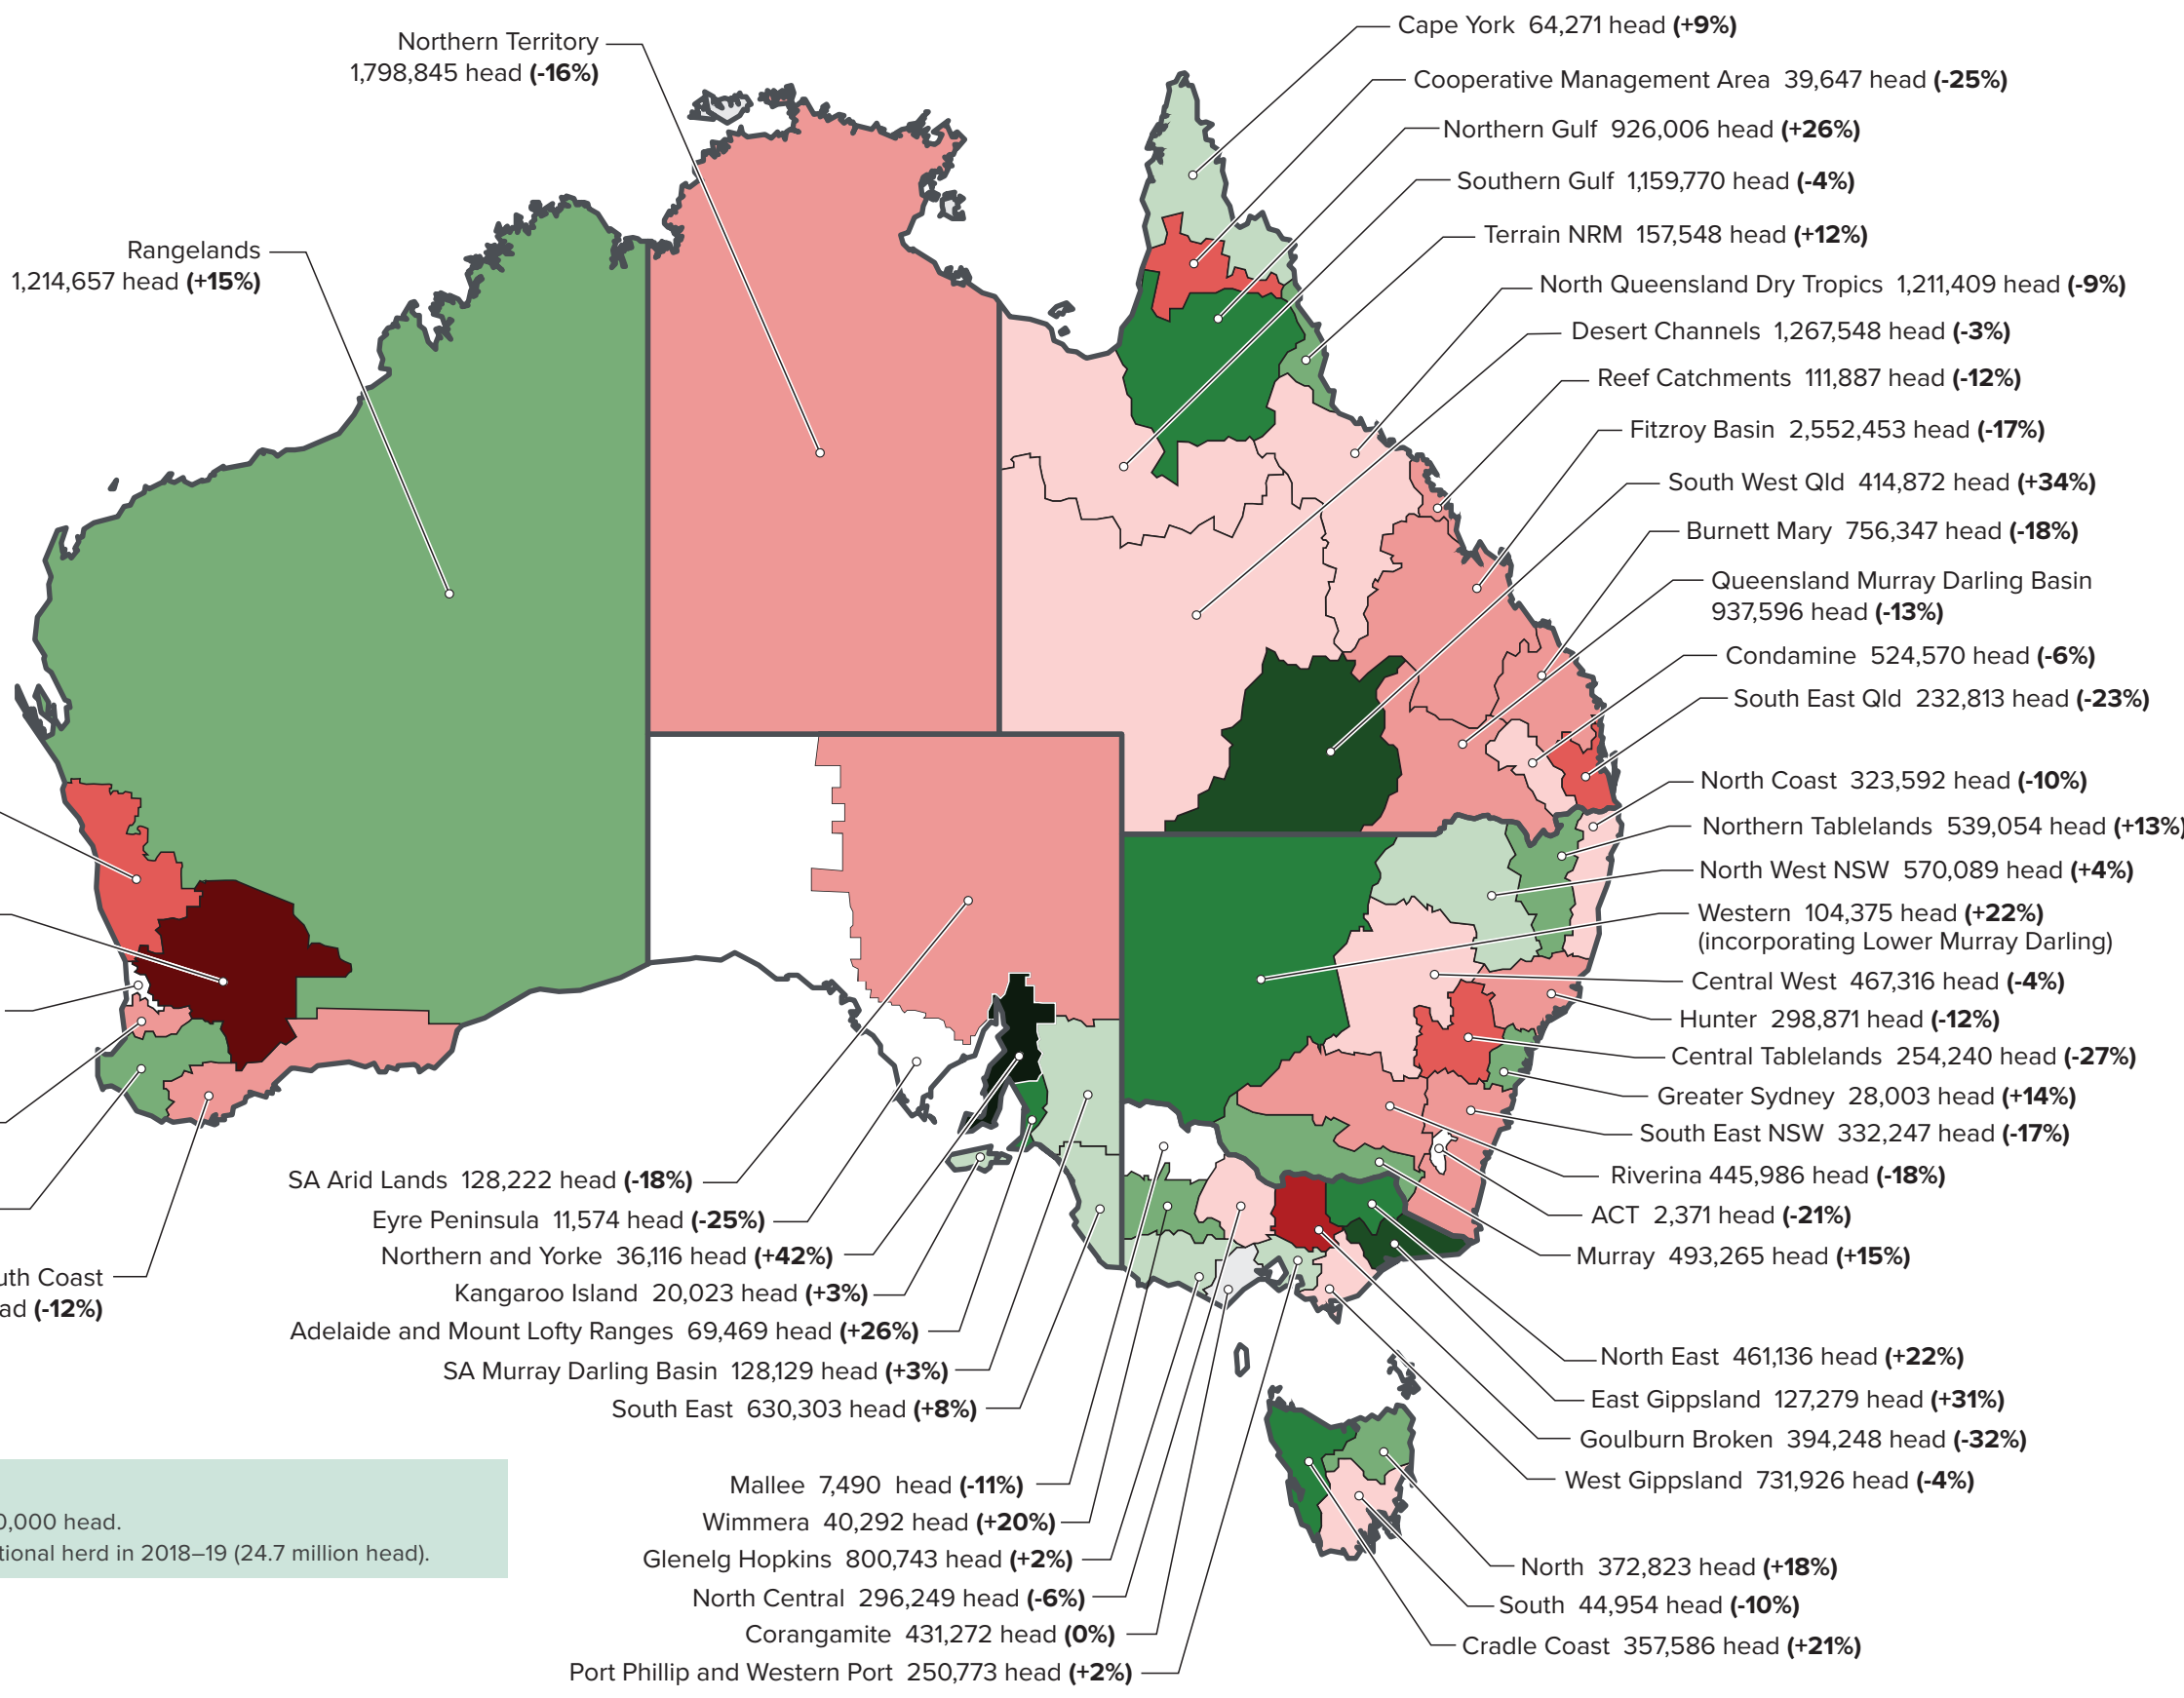 Northern Territory
1,798,845 head (-16%)
Rangelands
1,214,657 head (+15%)
Cape York 64,271 head (+9%)
Cooperative Management Area 39,647 head (-25%)
Northern Gulf 926,006 head (+26%)
Southern Gulf 1,159,770 head (-4%)
Terrain NRM 157,548 head (+12%)
North Queensland Dry Tropics 1,211,409 head (-9%)
Desert Channels 1,267,548 head (-3%)
Reef Catchments 111,887 head (-12%)
Fitzroy Basin 2,552,453 head (-17%)
South West Qld 414,872 head (+34%)
Burnett Mary 756,347 head (-18%)
Queensland Murray Darling Basin
937,596 head (-13%)
Condamine 524,570 head (-6%)
South East Qld 232,813 head (-23%)
North Coast 323,592 head (-10%)
Northern Tablelands 539,054 head (+13%)
North West NSW 570,089 head (+4%)
Western 104,375 head (+22%)
(incorporating Lower Murray Darling)
Central West 467,316 head (-4%)
Hunter 298,871 head (-12%)
Central Tablelands 254,240 head (-27%)
Greater Sydney 28,003 head (+14%)
South East NSW 332,247 head (-17%)
Riverina 445,986 head (-18%)
ACT 2,371 head (-21%)
Murray 493,265 head (+15%)
SA Arid Lands 128,222 head (-18%)
Eyre Peninsula 11,574 head (-25%)
Northern and Yorke 36,116 head (+42%)
Kangaroo Island 20,023 head (+3%)
Adelaide and Mount Lofty Ranges 69,469 head (+26%)
SA Murray Darling Basin 128,129 head (+3%)
South East 630,303 head (+8%)
uth Coast
ad (-12%)
North East 461,136 head (+22%)
East Gippsland 127,279 head (+31%)
Goulburn Broken 394,248 head (-32%)
West Gippsland 731,926 head (-4%)
Mallee 7,490 head (-11%)
Wimmera 40,292 head (+20%)
Glenelg Hopkins 800,743 head (+2%)
North Central 296,249 head (-6%)
Corangamite 431,272 head (0%)
Port Phillip and Western Port 250,773 head (+2%)
North 372,823 head (+18%)
South 44,954 head (-10%)
Cradle Coast 357,586 head (+21%)
0,000 head.
tional herd in 2018–19 (24.7 million head).